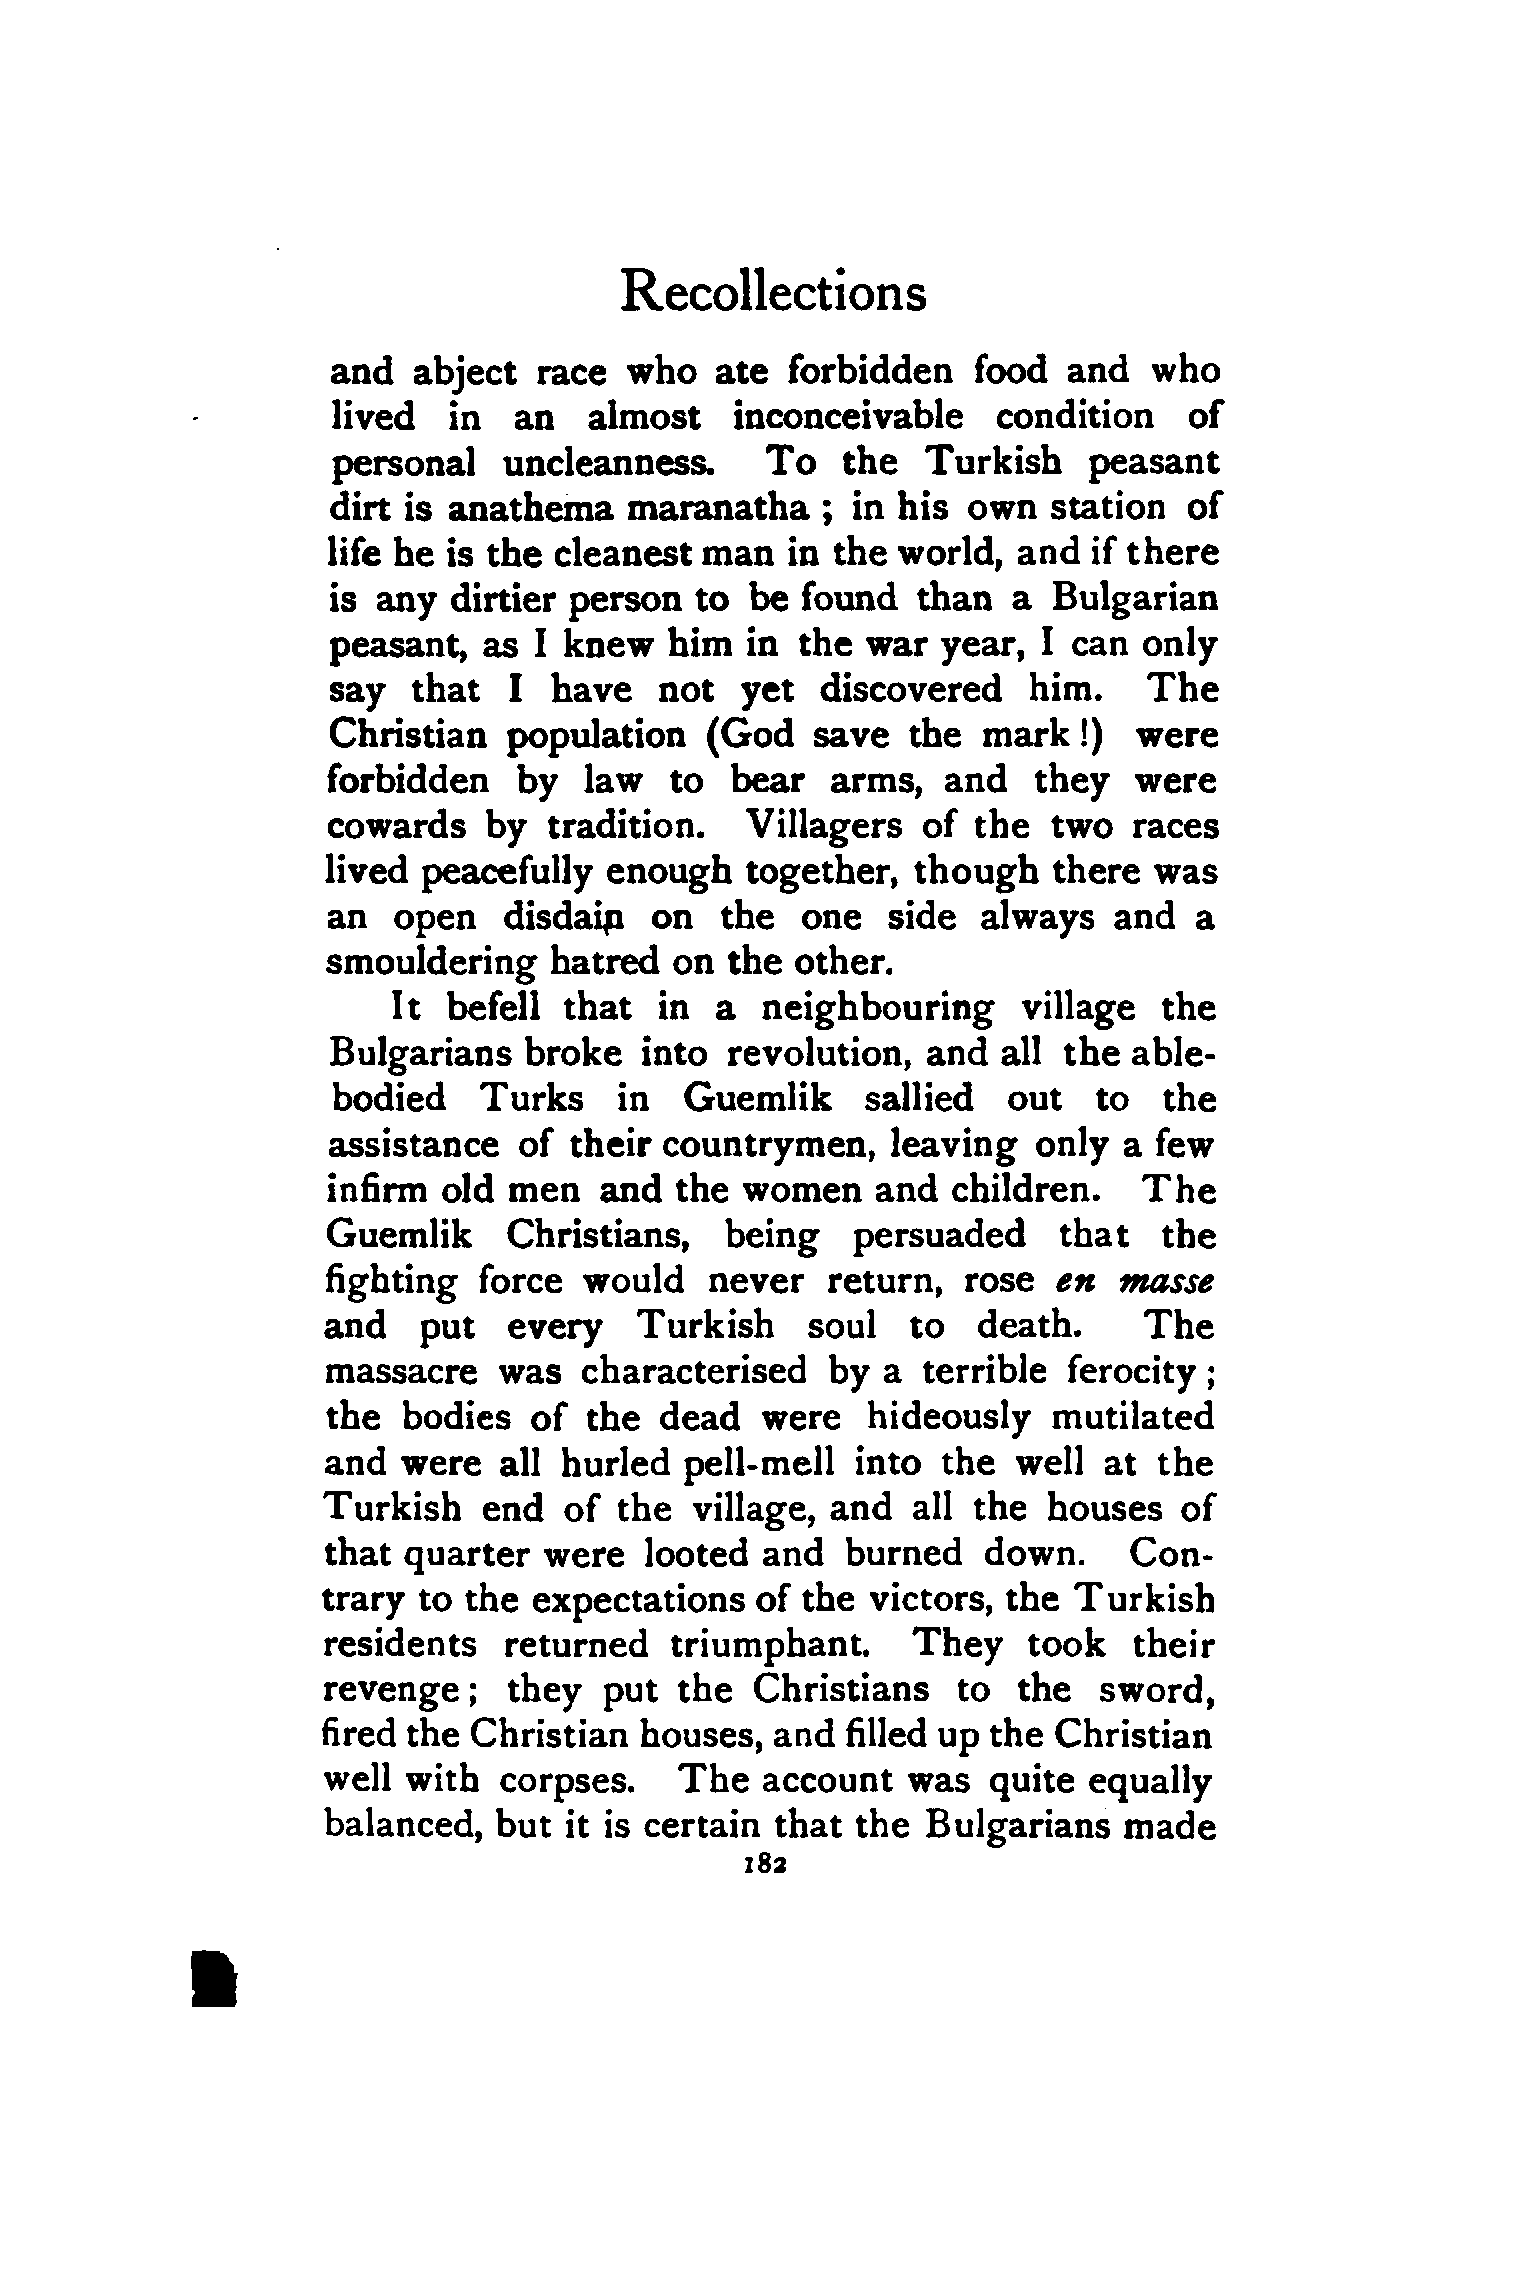 Recollections
and abject race who ate forbidden food and who
lived in an almost inconceivable condition of
personal uncleanness. To the Turkish peasant
dirt is anathema maranatha ; in his own station of
life he is the cleanest man in the world, and if there
is any dirtier person to be found than a Bulgarian
peasant, as I knew him in the war year, I can only
say that I have not yet discovered him. The
Christian population (God save the mark !) were
forbidden by law to bear arms, and they were
cowards by tradition. Villagers of the two races
lived peacefully enough together, though there was
an open disdain on the one side always and a
smouldering hatred on the other.
It befell that in a neighbouring village the
Bulgarians broke into revolution, and all the able-
bodied Turks in Guemlik sallied out to the
assistance of their countrymen, leaving only a few
infirm old men and the women and children. The
Guemlik Christians, being persuaded that the
fighting force would never return, rose en masse
and put every Turkish soul to death. The
massacre was characterised by a terrible ferocity ;
the bodies of the dead were hideously mutilated
and were all hurled pell-mell into the well at the
Turkish end of the village, and all the houses of
that quarter were looted and burned down. Con-
trary to the expectations of the victors, the Turkish
residents returned triumphant. They took their
revenge ; they put the Christians to the sword,
fired the Christian houses, and filled up the Christian
well with corpses. The account was quite equally
balanced, but it is certain that the Bulgarians made
182